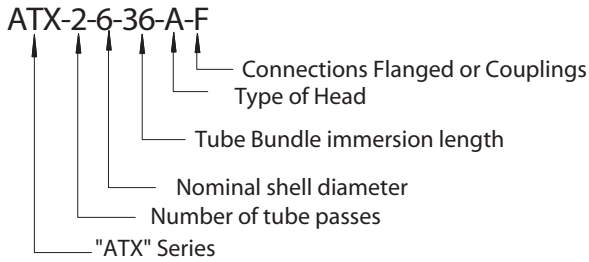 ATX-2-6-36-A-F
Connections Flanged or Couplings
Type of Head
Tube Bundle immersion length
Nominal shell diameter
Number of tube passes
"ATX" Series